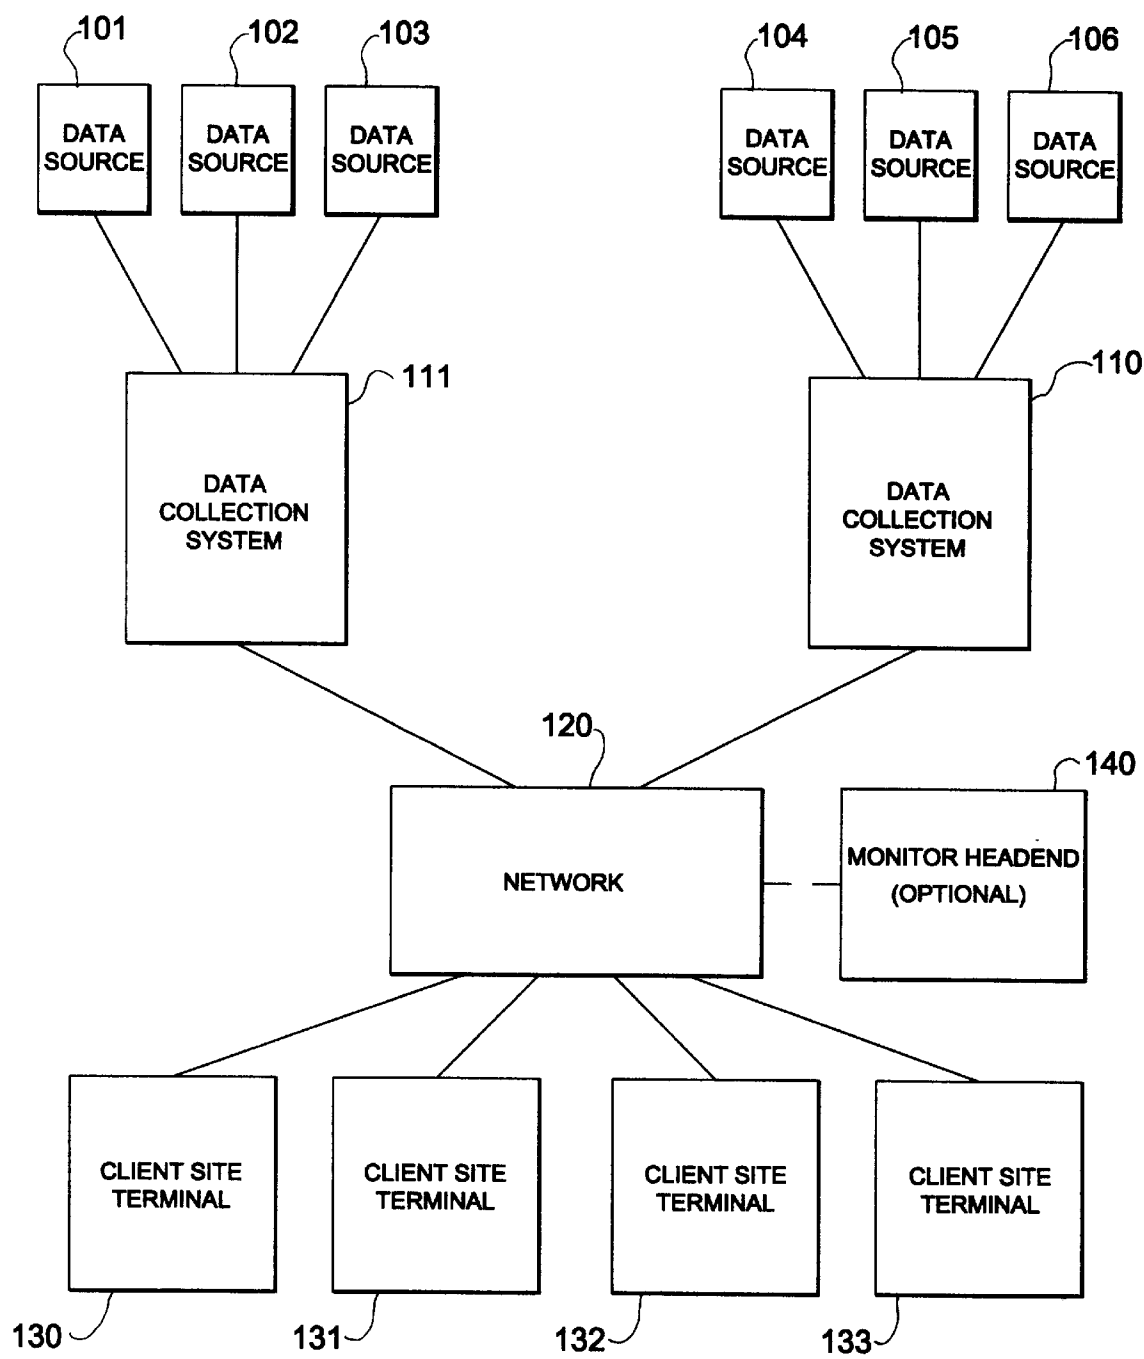 101
102
103
104
105
106
DATA
SOURCE
DATA
SOURCE
DATA
SOURCE
DATA
SOURCE
DATA
SOURCE
DATA
SOURCE
111
110
DATA
COLLECTION
SYSTEM
DATA
COLLECTION
SYSTEM
120
140
NETWORK
MONITOR HEADEND
(OPTIONAL)
CLIENT SITE
TERMINAL
CLIENT SITE
TERMINAL
CLIENT SITE
TERMINAL
CLIENT SITE
TERMINAL
130
131
132
133